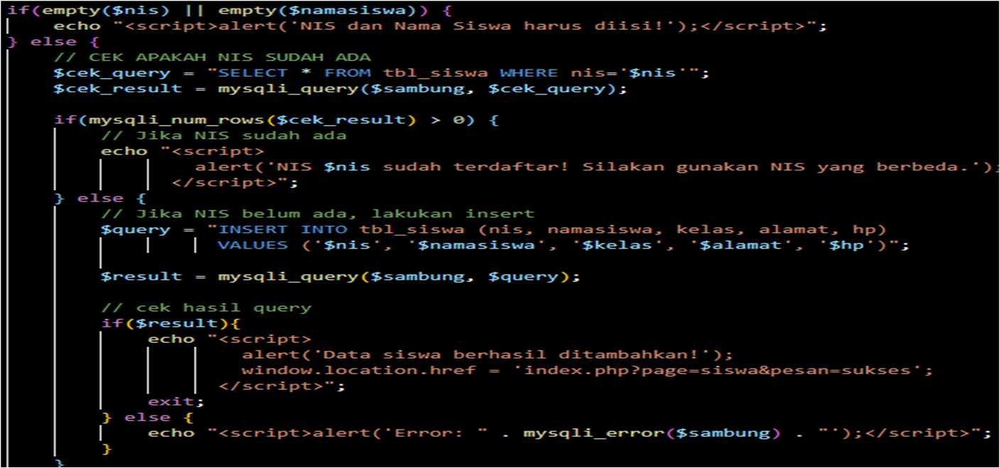 if(empty($nis) || empty($namasiswa)) {
    echo "<script>alert('NIS dan Nama Siswa harus diisi!');</script>";
} else {
    // CEK APAKAH NIS SUDAH ADA
    $cek_query = "SELECT * FROM tbl_siswa WHERE nis='$nis'";
    $cek_result = mysqli_query($sambung, $cek_query);

    if(mysqli_num_rows($cek_result) > 0) {
        // Jika NIS sudah ada
        echo "<script>
                alert('NIS $nis sudah terdaftar! Silakan gunakan NIS yang berbeda.');
              </script>";
    } else {
        // Jika NIS belum ada, lakukan insert
        $query = "INSERT INTO tbl_siswa (nis, namasiswa, kelas, alamat, hp)
                  VALUES ('$nis', '$namasiswa', '$kelas', '$alamat', '$hp')";

        $result = mysqli_query($sambung, $query);

        // cek hasil query
        if($result){
            echo "<script>
                    alert('Data siswa berhasil ditambahkan!');
                    window.location.href = 'index.php?page=siswa&pesan=sukses';
                  </script>";
            exit;
        } else {
            echo "<script>alert('Error: " . mysqli_error($sambung) . "');</script>";
        }
    }